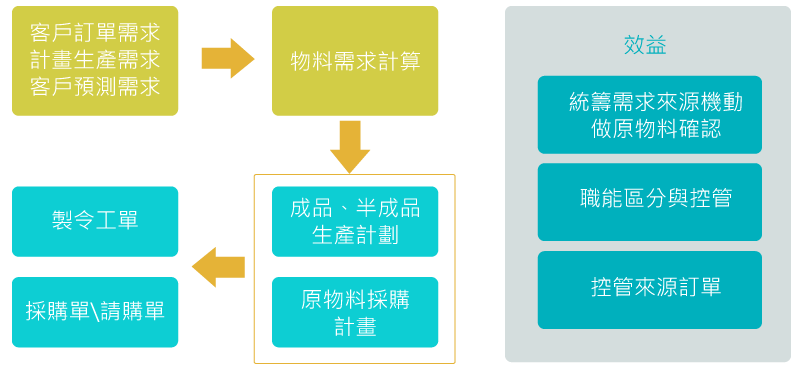 客戶訂單需求
計畫生產需求
客戶預測需求
物料需求計算
成品、半成品
生產計劃
原物料採購
計畫
製令工單
採購單\請購單
效益
統籌需求來源機動
做原物料確認
職能區分與控管
控管來源訂單